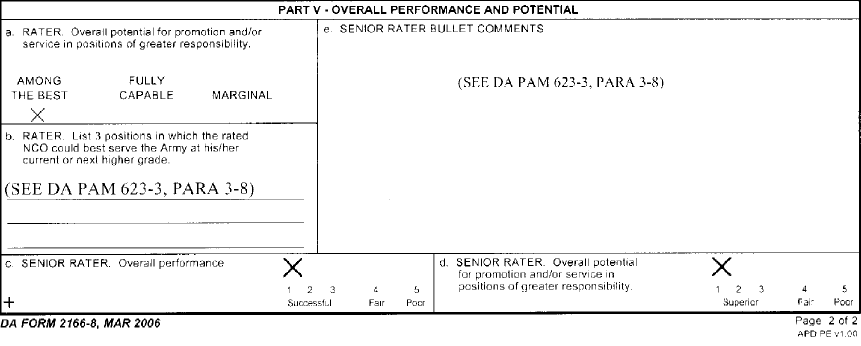 PART V - OVERALL PERFORMANCE AND POTENTIAL
a. RATER. Overall potential for promotion and/or
service in positions of greater responsibility.
AMONG THE BEST
FULLY CAPABLE
MARGINAL
X
b. RATER. List 3 positions in which the rated
NCO could best serve the Army at his/her
current or next higher grade.
(SEE DA PAM 623-3, PARA 3-8)
e. SENIOR RATER BULLET COMMENTS
(SEE DA PAM 623-3, PARA 3-8)
c. SENIOR RATER. Overall performance
X
1 2 3 4 5
Successful Fair Poor
+
d. SENIOR RATER. Overall potential
for promotion and/or service in
positions of greater responsibility.
X
1 2 3 4 5
Superior Fair Poor
DA FORM 2166-8, MAR 2006
Page 2 of 2
APD PE v1.00